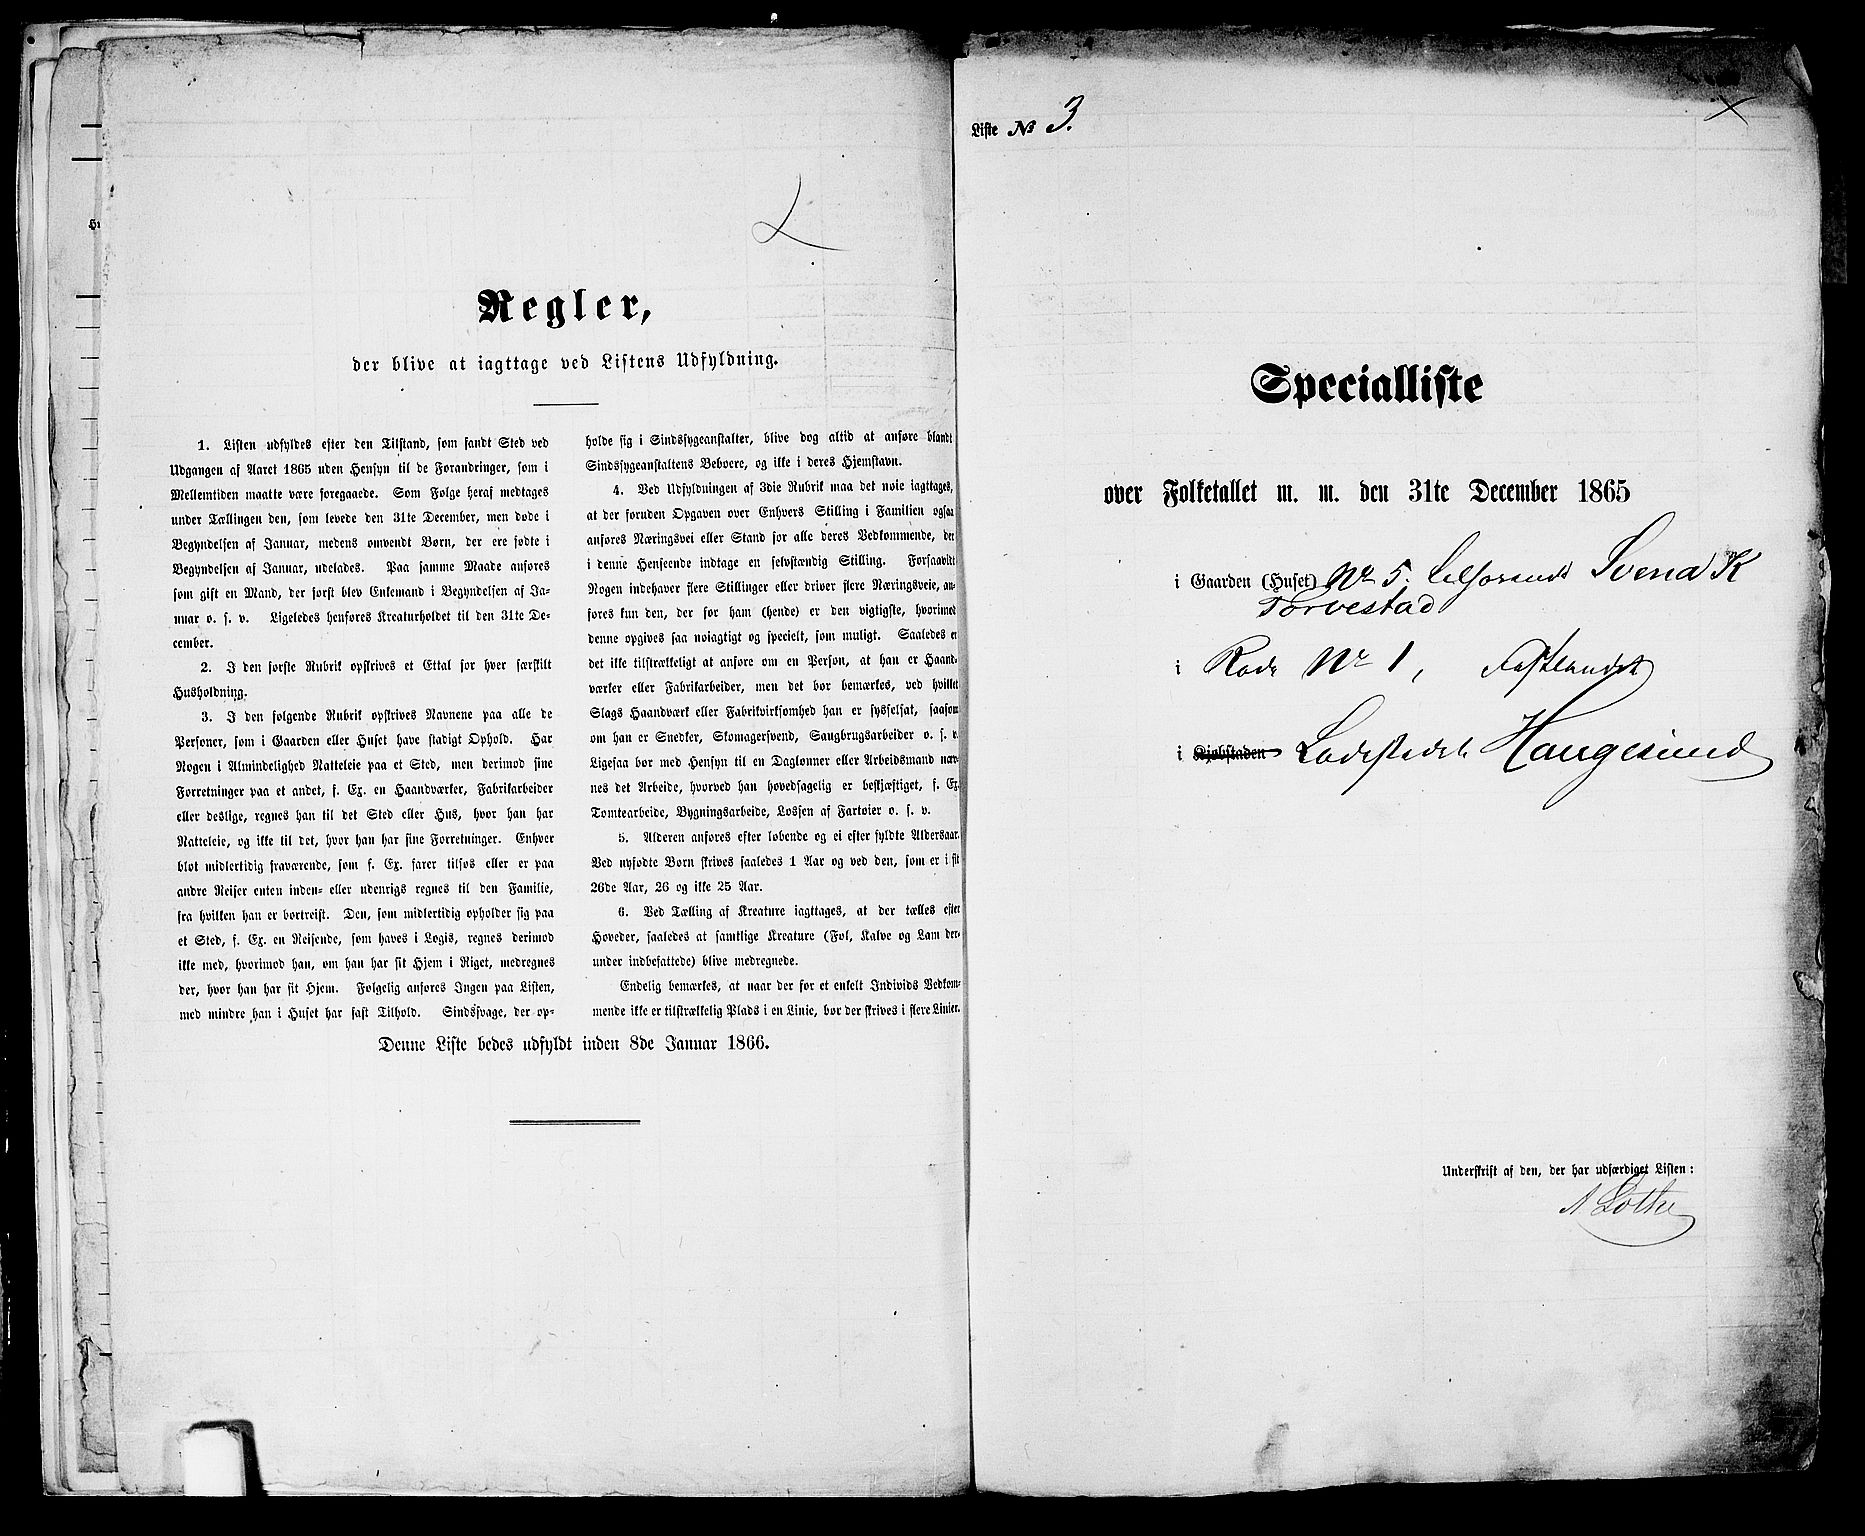 Regler,
der blive at iagttage ved Listens Udfyldning.
1. Listen udfyldes efter den Tilstand, som fandt Sted ved
Udgangen af Aaret 1865 uden Hensyn til de Forandringer, som i
Mellemtiden maatte være foregaaede. Som Følge heraf medtages
under Tællingen den, som levede den 31te December, men døde i
Begyndelsen af Januar, medens omvendt Børn, der ere fødte i
Begyndelsen af Januar, udelades. Paa samme Maade anføres
som gift en Mand, der først blev Enkemand i Begyndelsen af Ja-
nuar o. s. v. Ligeledes henføres Kreaturholdet til den 31te De-
cember.
2. I den første Rubrik opskrives et Ettal for hver særskilt
Husholdning.
3. I den følgende Rubrik opskrives Navnene paa alle de
Personer, som i Gaarden eller Huset have stadigt Ophold. Har
Nogen i Almindelighed Natteleie paa et Sted, men derimod sine
Forretninger paa et andet, f. Ex. en Haandværker, Fabrikarbeider
eller deslige, regnes han til det Sted eller Hus, hvor han har
Natteleie, og ikke til det, hvor han har sine Forretninger. Enhver
blot midlertidig fraværende, som f. Ex. farer tilsøs eller er paa
andre Reiser enten inden- eller udenrigs regnes til den Familie,
fra hvilken han er bortreist. Den, som midlertidig opholder sig paa
et Sted, f. Ex. en Reisende, som haves i Logis, regnes derimod
ikke med, hvorimod han, om han har sit Hjem i Riget, medregnes
der, hvor han har sit Hjem. Følgelig anføres Ingen paa Listen,
med mindre han i Huset har fast Tilhold. Sindssvage, der op-
holde sig i Sindssygeanstalter, blive dog altid at anføre blandt
Sindssygeanstaltens Beboere, og ikke i deres Hjemstavn.
4. Ved Udfyldningen af 3die Rubrik maa det nøie iagttages,
at der foruden Opgaven over Enhvers Stilling i Familien ogsaa
anføres Næringsvei eller Stand for alle deres Vedkommende, der
i denne Henseende indtage en selvstændig Stilling. Forsaavidt
Nogen indehaver flere Stillinger eller driver flere Næringsveie, an-
føres kun den, der for ham (hende) er den vigtigste, hvorimod
denne opgives saa nøiagtigt og specielt, som muligt. Saaledes er
det ikke tilstrækkeligt at anføre om en Person, at han er Haand-
værker eller Fabrikarbeider, men det bør bemærkes, ved hvilket
Slags Haandværk eller Fabrikvirksomhed han er sysselsat, saasom
om han er Snedker, Skomagersvend, Saugbrugsarbeider o. s. v.
Ligesaa bør med Hensyn til en Daglønner eller Arbeidsmand næv-
nes det Arbeide, hvorved han hovedsagelig er beskjæftiget, f. Ex.
Tomtearbeide, Bygningsarbeide, Lossen af Fartøier o. s. v.
5. Alderen anføres efter løbende og ei efter fyldte Aldersaar.
Ved nyfødte Børn skrives saaledes 1 Aar og ved den, som er i sit
26de Aar, 26 og ikke 25 Aar.
6. Ved Tælling af Kreature iagttages, at der tælles efter
Hoveder, saaledes at samtlige Kreature (Føl, Kalve og Lam der-
under indbefattede) blive medregnede.
Endelig bemærkes, at naar der for et enkelt Individs Vedkom-
mende ikke er tilstrækkelig Plads i en Linie, bør der skrives i flere Linier.
Denne Liste bedes udfyldt inden 8de Januar 1866.
Liste № 3.
Specialliste
over Folketallet m. m. den 31te December 1865
i Gaarden (Huset) Nr 5. Svend K
Torvestad
i Rode Nr 1, Fastlandet
i Kjøbstaden Ladestedet Haugesund
Underskrift af den, der har udfærdiget Listen:
A Lothe